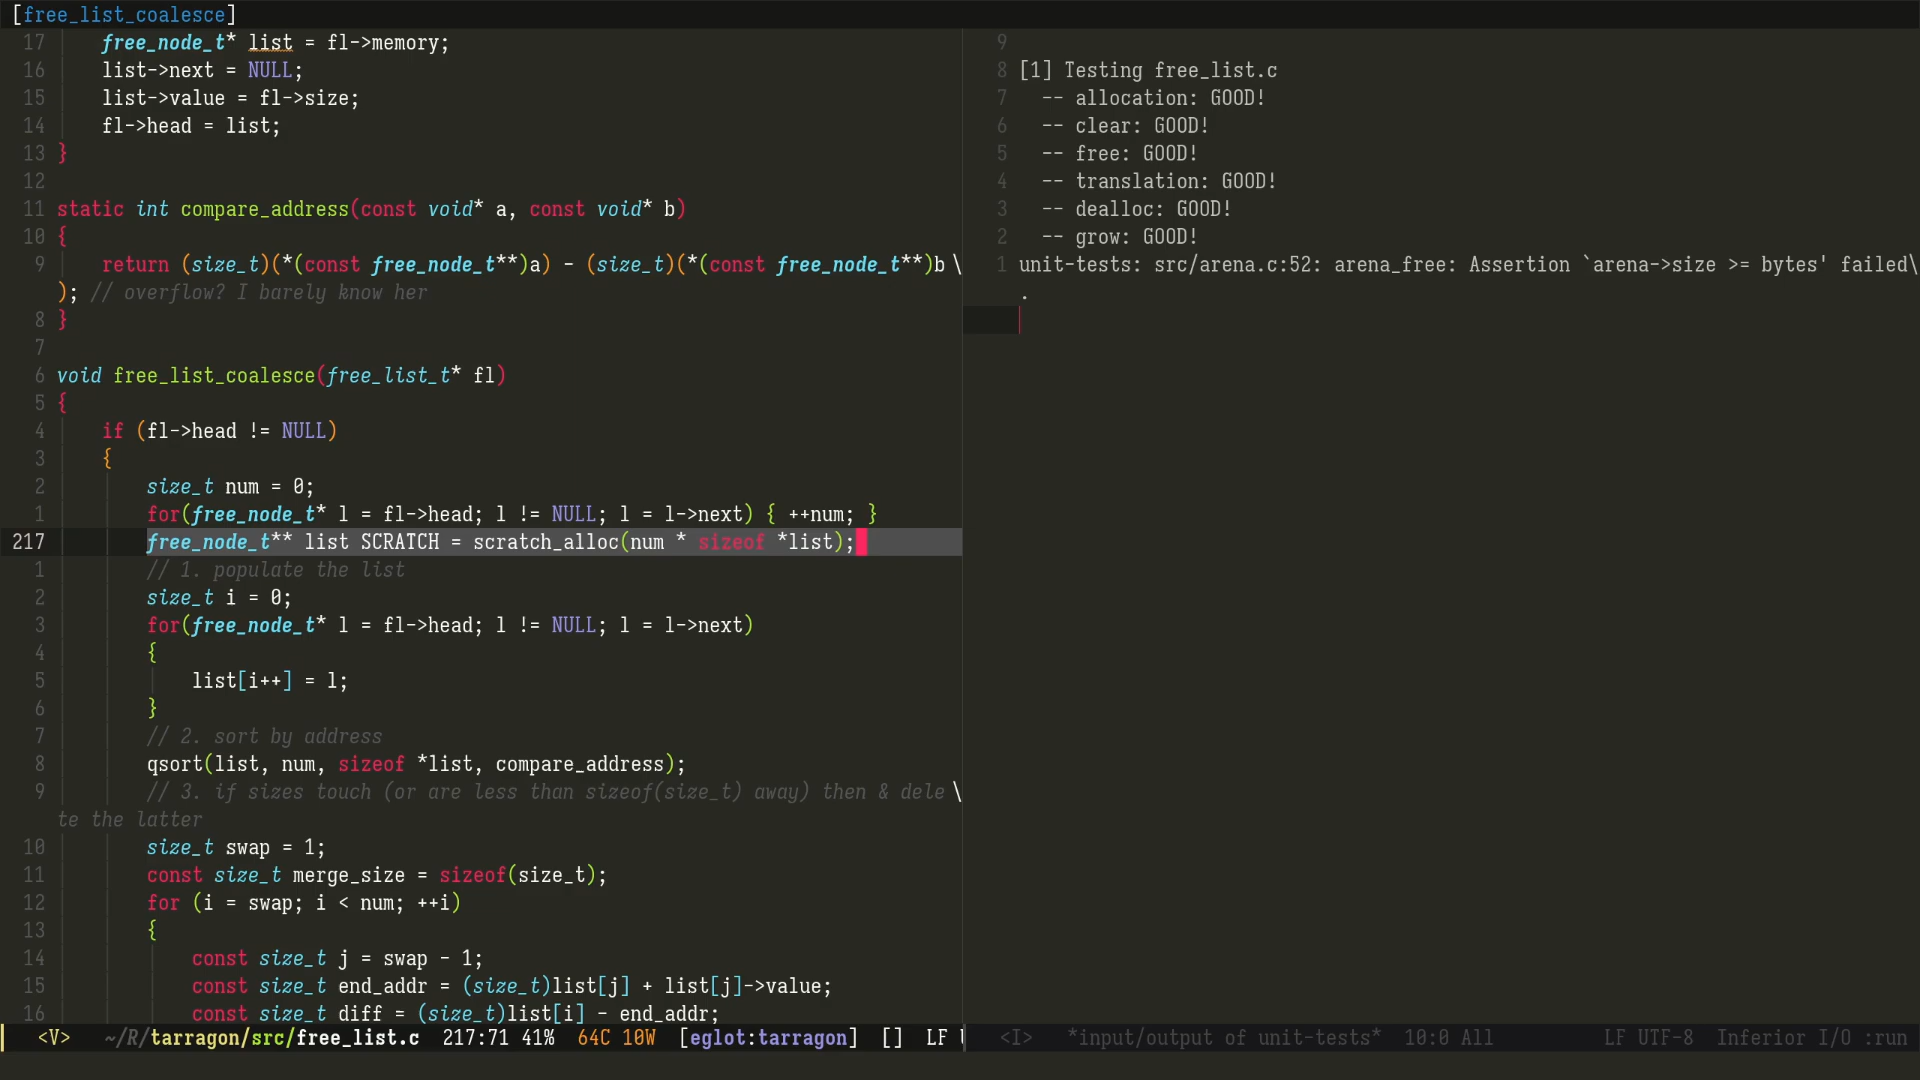 [free_list_coalesce]
17 free_node_t* list = fl->memory;
16 list->next = NULL;
15 list->value = fl->size;
14 fl->head = list;
13 }
12
11 static int compare_address(const void* a, const void* b)
10 {
9 return (size_t)(*(const free_node_t**)a) - (size_t)(*(const free_node_t**)b \
); // overflow? I barely know her
8 }
7
6 void free_list_coalesce(free_list_t* fl)
5 {
4 if (fl->head != NULL)
3 {
2 size_t num = 0;
1 for(free_node_t* l = fl->head; l != NULL; l = l->next) { ++num; }
217 free_node_t** list SCRATCH = scratch_alloc(num * sizeof *list);
1 // 1. populate the list
2 size_t i = 0;
3 for(free_node_t* l = fl->head; l != NULL; l = l->next)
4 {
5 list[i++] = l;
6 }
7 // 2. sort by address
8 qsort(list, num, sizeof *list, compare_address);
9 // 3. if sizes touch (or are less than sizeof(size_t) away) then & dele \
te the latter
10 size_t swap = 1;
11 const size_t merge_size = sizeof(size_t);
12 for (i = swap; i < num; ++i)
13 {
14 const size_t j = swap - 1;
15 const size_t end_addr = (size_t)list[j] + list[j]->value;
16 const size_t diff = (size_t)list[i] - end_addr;
<V> ~/R/tarragon/src/free_list.c 217:71 41% 64C 10W [eglot:tarragon] [] LF
9
8 [1] Testing free_list.c
7 -- allocation: GOOD!
6 -- clear: GOOD!
5 -- free: GOOD!
4 -- translation: GOOD!
3 -- dealloc: GOOD!
2 -- grow: GOOD!
1 unit-tests: src/arena.c:52: arena_free: Assertion `arena->size >= bytes' failed\
.
<I> *input/output of unit-tests* 10:0 All LF UTF-8 Inferior I/O :run